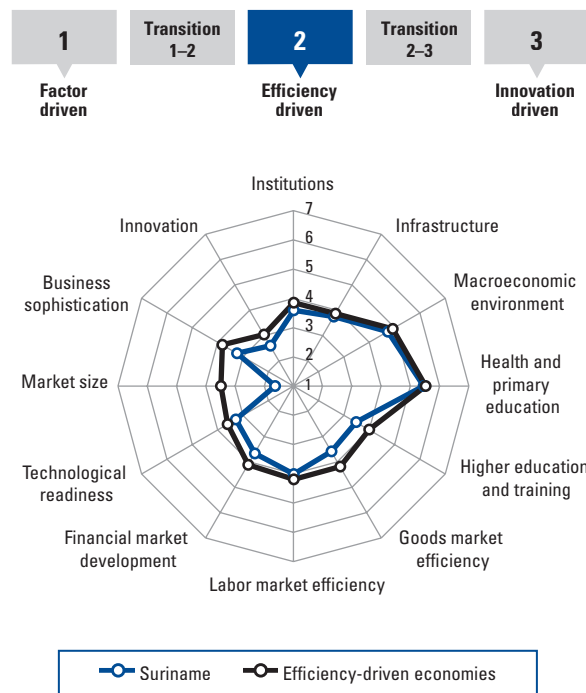 1
Transition
1–2
2
Transition
2–3
3
Factor
driven
Efficiency
driven
Innovation
driven
Institutions
Innovation
Infrastructure
Business
sophistication
Macroeconomic
environment
Market size
Health and
primary
education
Technological
readiness
Higher education
and training
Financial market
development
Goods market
efficiency
Labor market efficiency
7
6
5
4
3
2
1
Suriname
Efficiency-driven economies